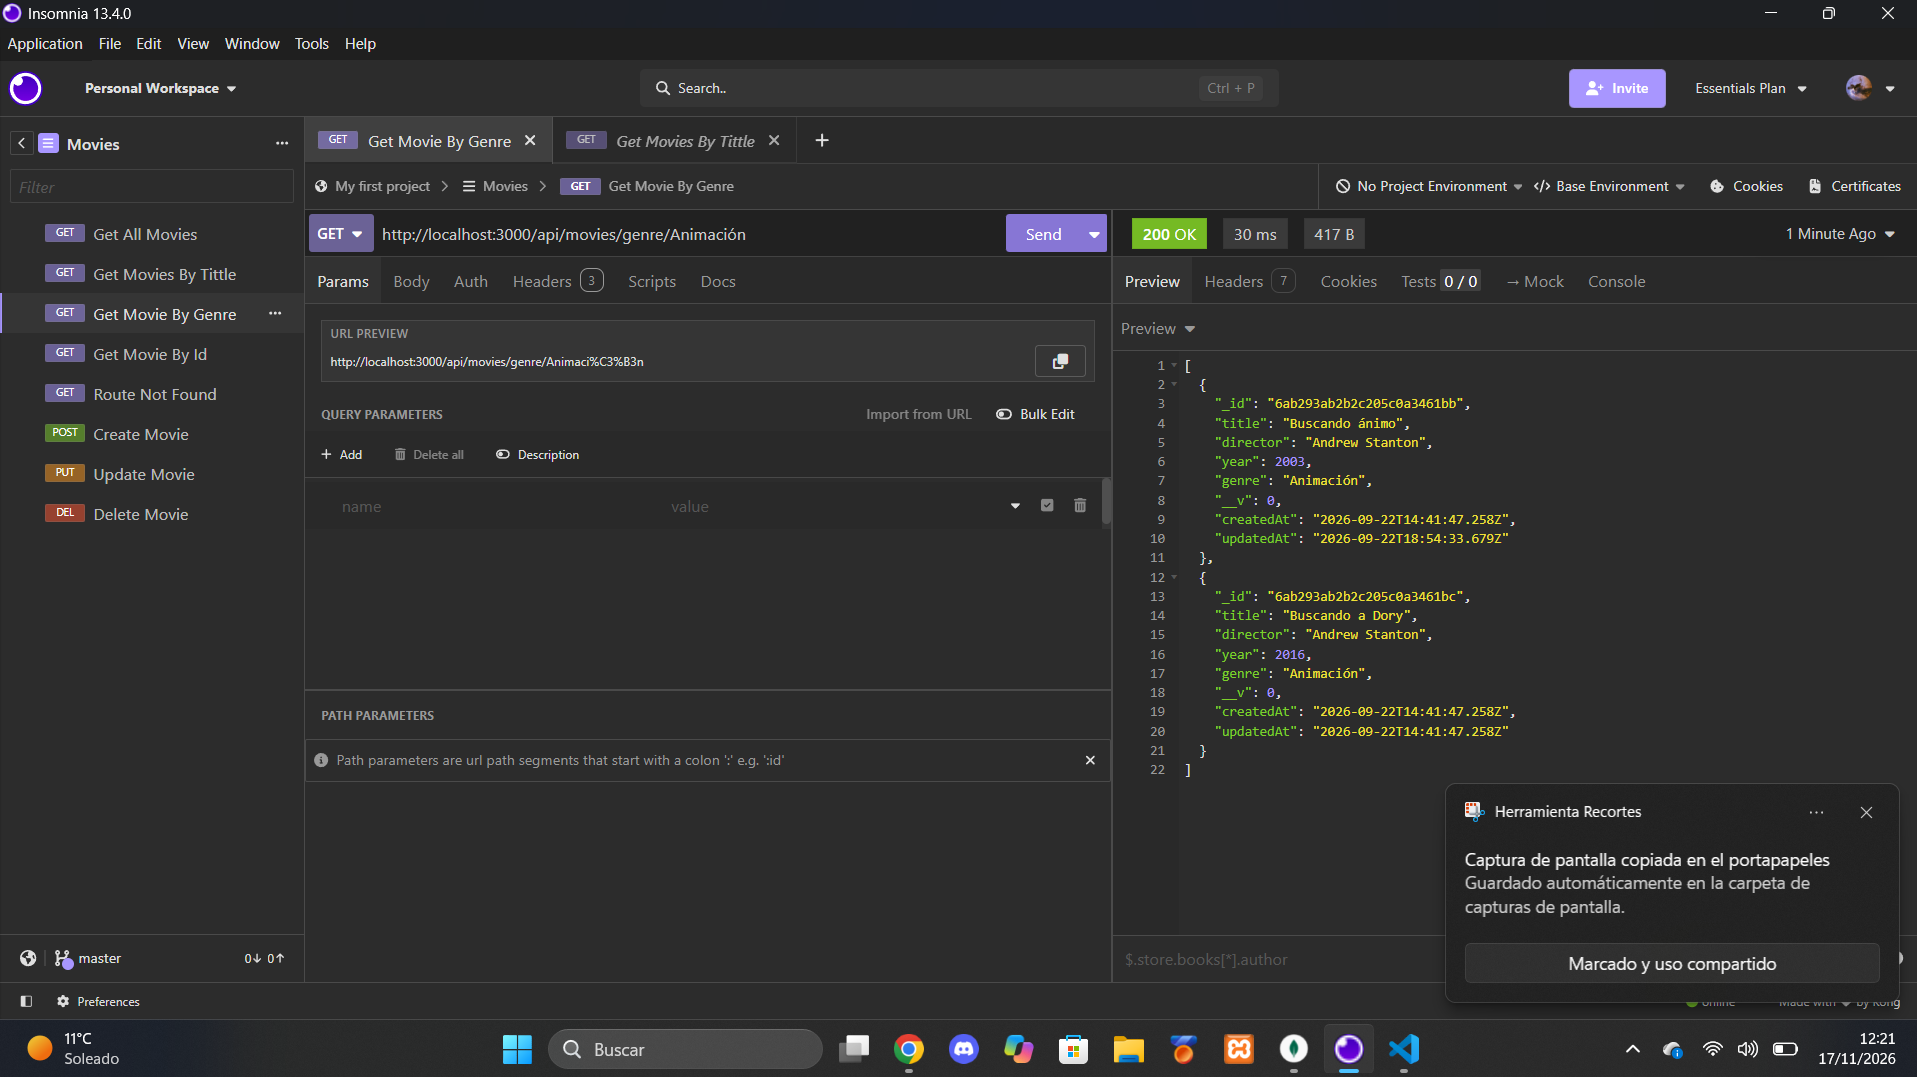 Insomnia 13.4.0
Application File Edit View Window Tools Help
Personal Workspace
Search..
Ctrl + P
Invite
Essentials Plan
Movies
GET Get Movie By Genre
GET Get Movies By Tittle
Filter
My first project
Movies
GET Get Movie By Genre
No Project Environment
Base Environment
Cookies
Certificates
GET Get All Movies
GET Get Movies By Tittle
GET Get Movie By Genre
GET Get Movie By Id
GET Route Not Found
POST Create Movie
PUT Update Movie
DEL Delete Movie
GET http://localhost:3000/api/movies/genre/Animación
Send
200 OK
30 ms
417 B
1 Minute Ago
Params Body Auth Headers 3 Scripts Docs
URL PREVIEW
http://localhost:3000/api/movies/genre/Animaci%C3%B3n
QUERY PARAMETERS
Import from URL
Bulk Edit
+ Add
Delete all
Description
name
value
PATH PARAMETERS
Path parameters are url path segments that start with a colon ':' e.g. ':id'
Preview Headers 7 Cookies Tests 0 / 0 → Mock Console
Preview
1 [
2 {
3 "_id": "6ab293ab2b2c205c0a3461bb",
4 "title": "Buscando ánimo",
5 "director": "Andrew Stanton",
6 "year": 2003,
7 "genre": "Animación",
8 "__v": 0,
9 "createdAt": "2026-09-22T14:41:47.258Z",
10 "updatedAt": "2026-09-22T18:54:33.679Z"
11 },
12 {
13 "_id": "6ab293ab2b2c205c0a3461bc",
14 "title": "Buscando a Dory",
15 "director": "Andrew Stanton",
16 "year": 2016,
17 "genre": "Animación",
18 "__v": 0,
19 "createdAt": "2026-09-22T14:41:47.258Z",
20 "updatedAt": "2026-09-22T14:41:47.258Z"
21 }
22 ]
$.store.books[*].author
Herramienta Recortes
Captura de pantalla copiada en el portapapeles
Guardado automáticamente en la carpeta de
capturas de pantalla.
Marcado y uso compartido
master
0↓ 0↑
Preferences
Online
Made with
by Kong
11°C
Soleado
Buscar
12:21
17/11/2026